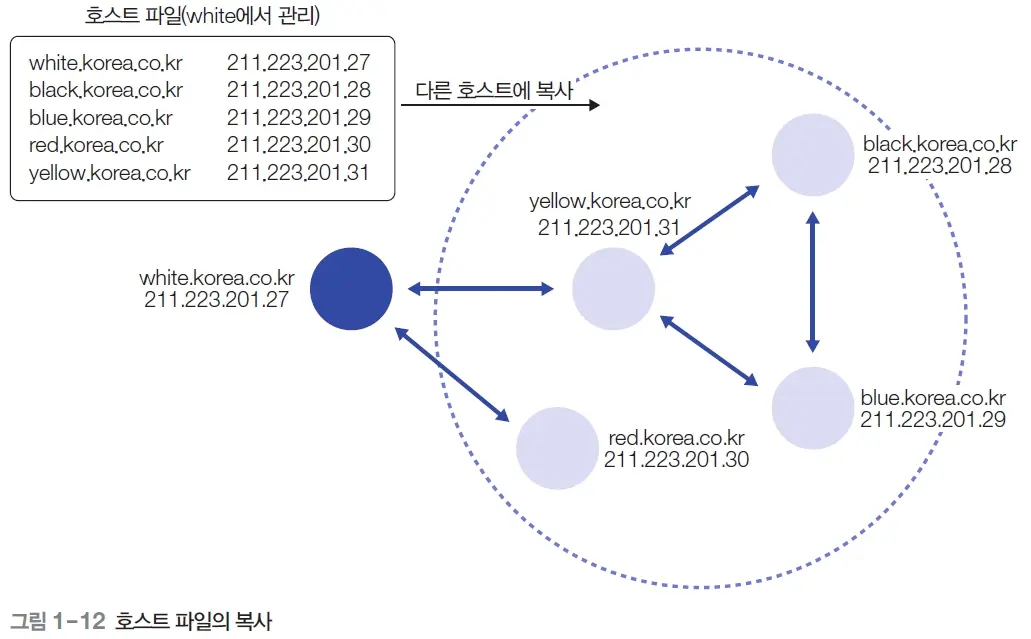 호스트 파일(white에서 관리)
white.korea.co.kr 211.223.201.27
black.korea.co.kr 211.223.201.28
blue.korea.co.kr 211.223.201.29
red.korea.co.kr 211.223.201.30
yellow.korea.co.kr 211.223.201.31
다른 호스트에 복사
black.korea.co.kr
211.223.201.28
yellow.korea.co.kr
211.223.201.31
white.korea.co.kr
211.223.201.27
blue.korea.co.kr
211.223.201.29
red.korea.co.kr
211.223.201.30
그림 1-12 호스트 파일의 복사